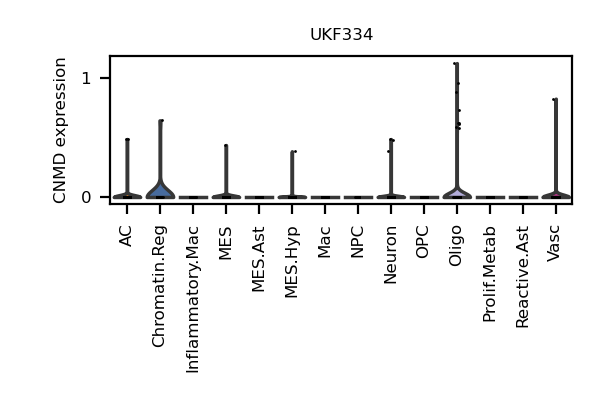 UKF334
CNMD expression
1
0
AC
Chromatin.Reg
Inflammatory.Mac
MES
MES.Ast
MES.Hyp
Mac
NPC
Neuron
OPC
Oligo
Prolif.Metab
Reactive.Ast
Vasc